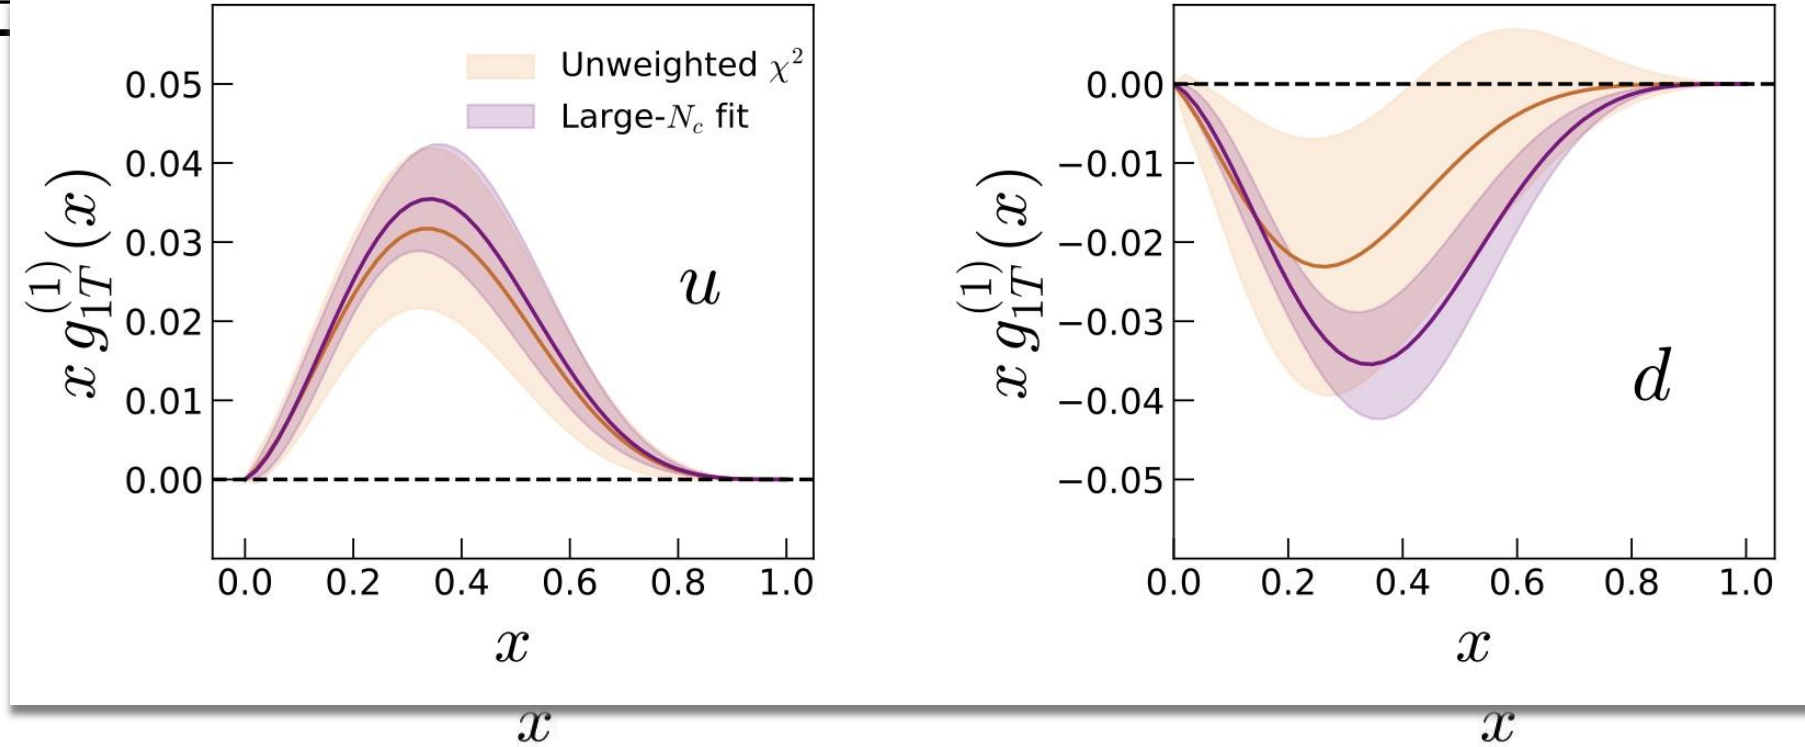 Unweighted χ²
Large-N_c fit
0.05
0.04
0.03
0.02
0.01
0.00
x g_{1T}^{(1)}(x)
u
0.0 0.2 0.4 0.6 0.8 1.0
x
0.00
−0.01
−0.02
−0.03
−0.04
−0.05
x g_{1T}^{(1)}(x)
d
0.0 0.2 0.4 0.6 0.8 1.0
x
x
x